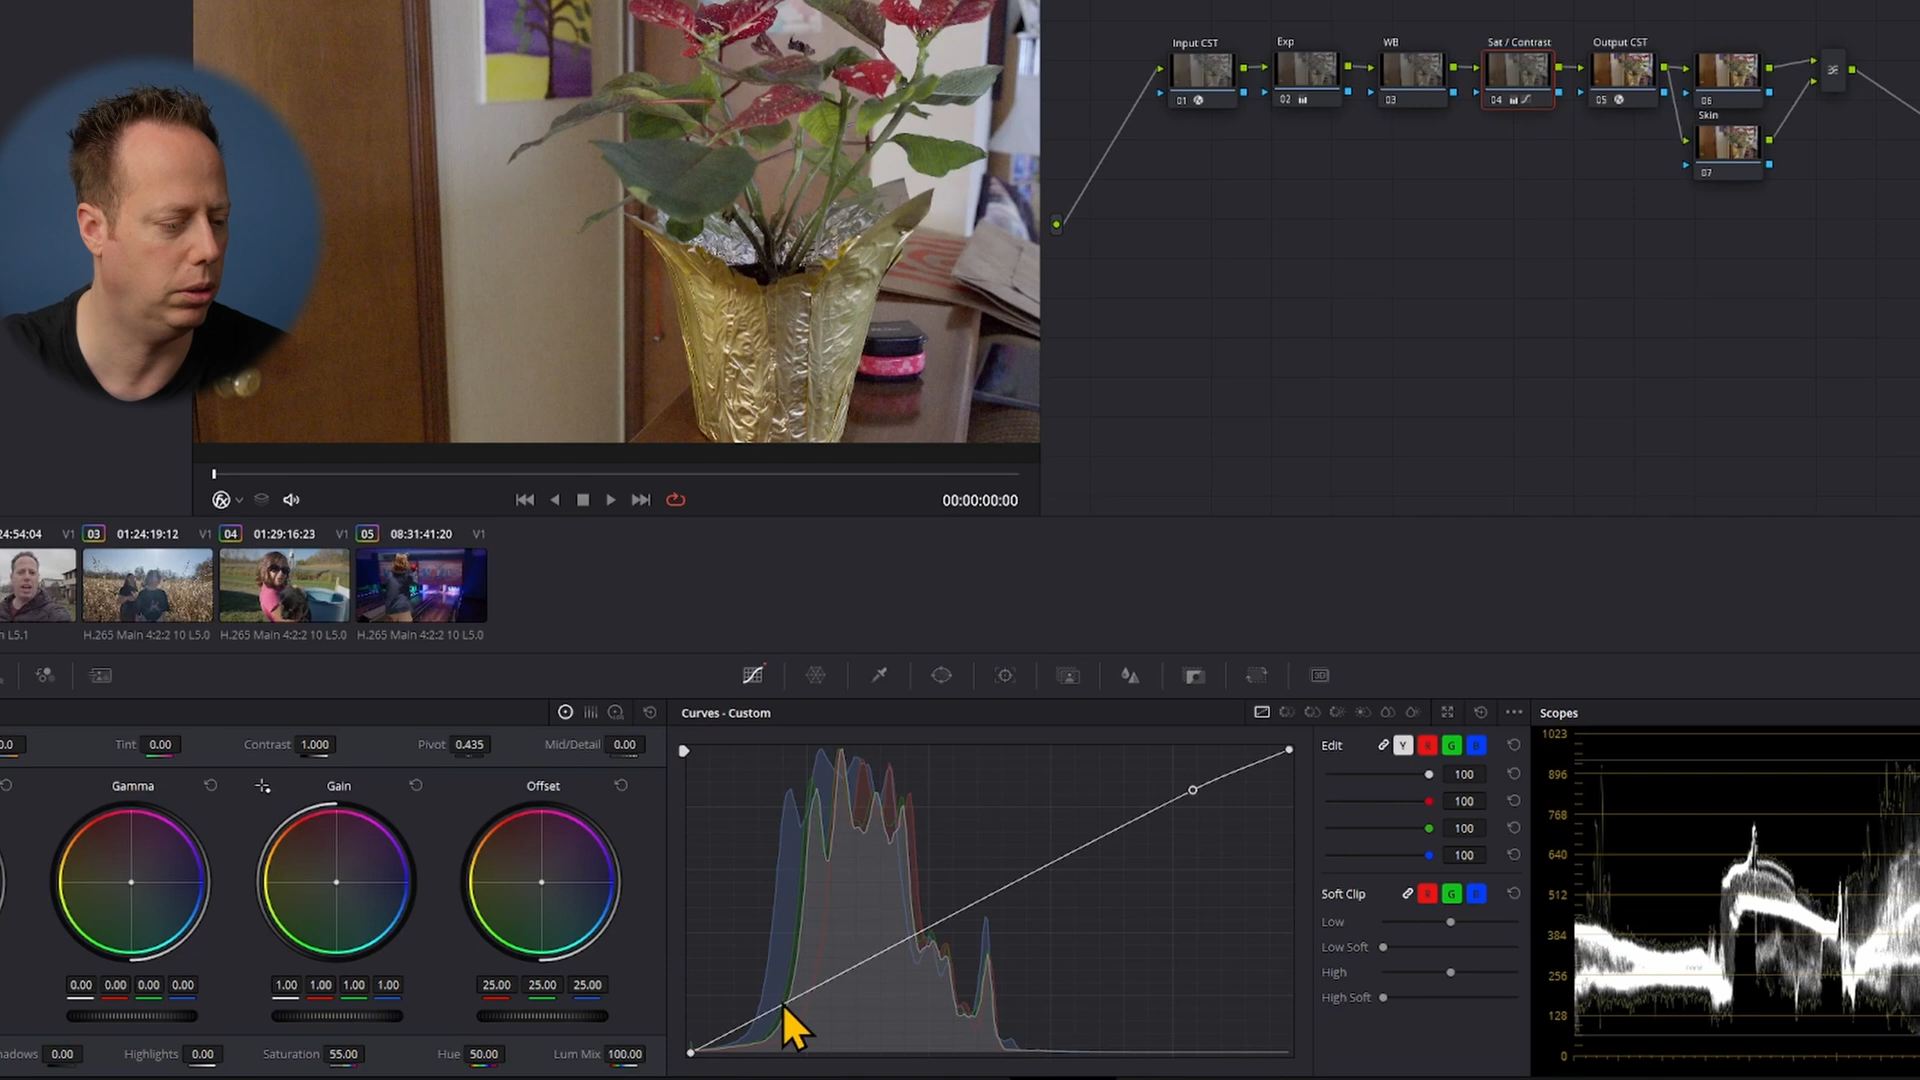 Input CST
Exp
WB
Sat / Contrast
Output CST
01
02
03
04
05
06
Skin
07
00:00:00:00
24:54:04
V1
03
01:24:19:12
V1
04
01:29:16:23
V1
05
08:31:41:20
V1
n L5.1
H.265 Main 4:2:2 10 L5.0
H.265 Main 4:2:2 10 L5.0
H.265 Main 4:2:2 10 L5.0
3D
Curves - Custom
Scopes
0.0
Tint 0.00
Contrast 1.000
Pivot 0.435
Mid/Detail 0.00
Gamma
Gain
Offset
0.00 0.00 0.00 0.00
1.00 1.00 1.00 1.00
25.00 25.00 25.00
hadows 0.00
Highlights 0.00
Saturation 55.00
Hue 50.00
Lum Mix 100.00
Edit
Y
R
G
B
100
100
100
100
Soft Clip
R
G
B
Low
Low Soft
High
High Soft
1023
896
768
640
512
384
256
128
0